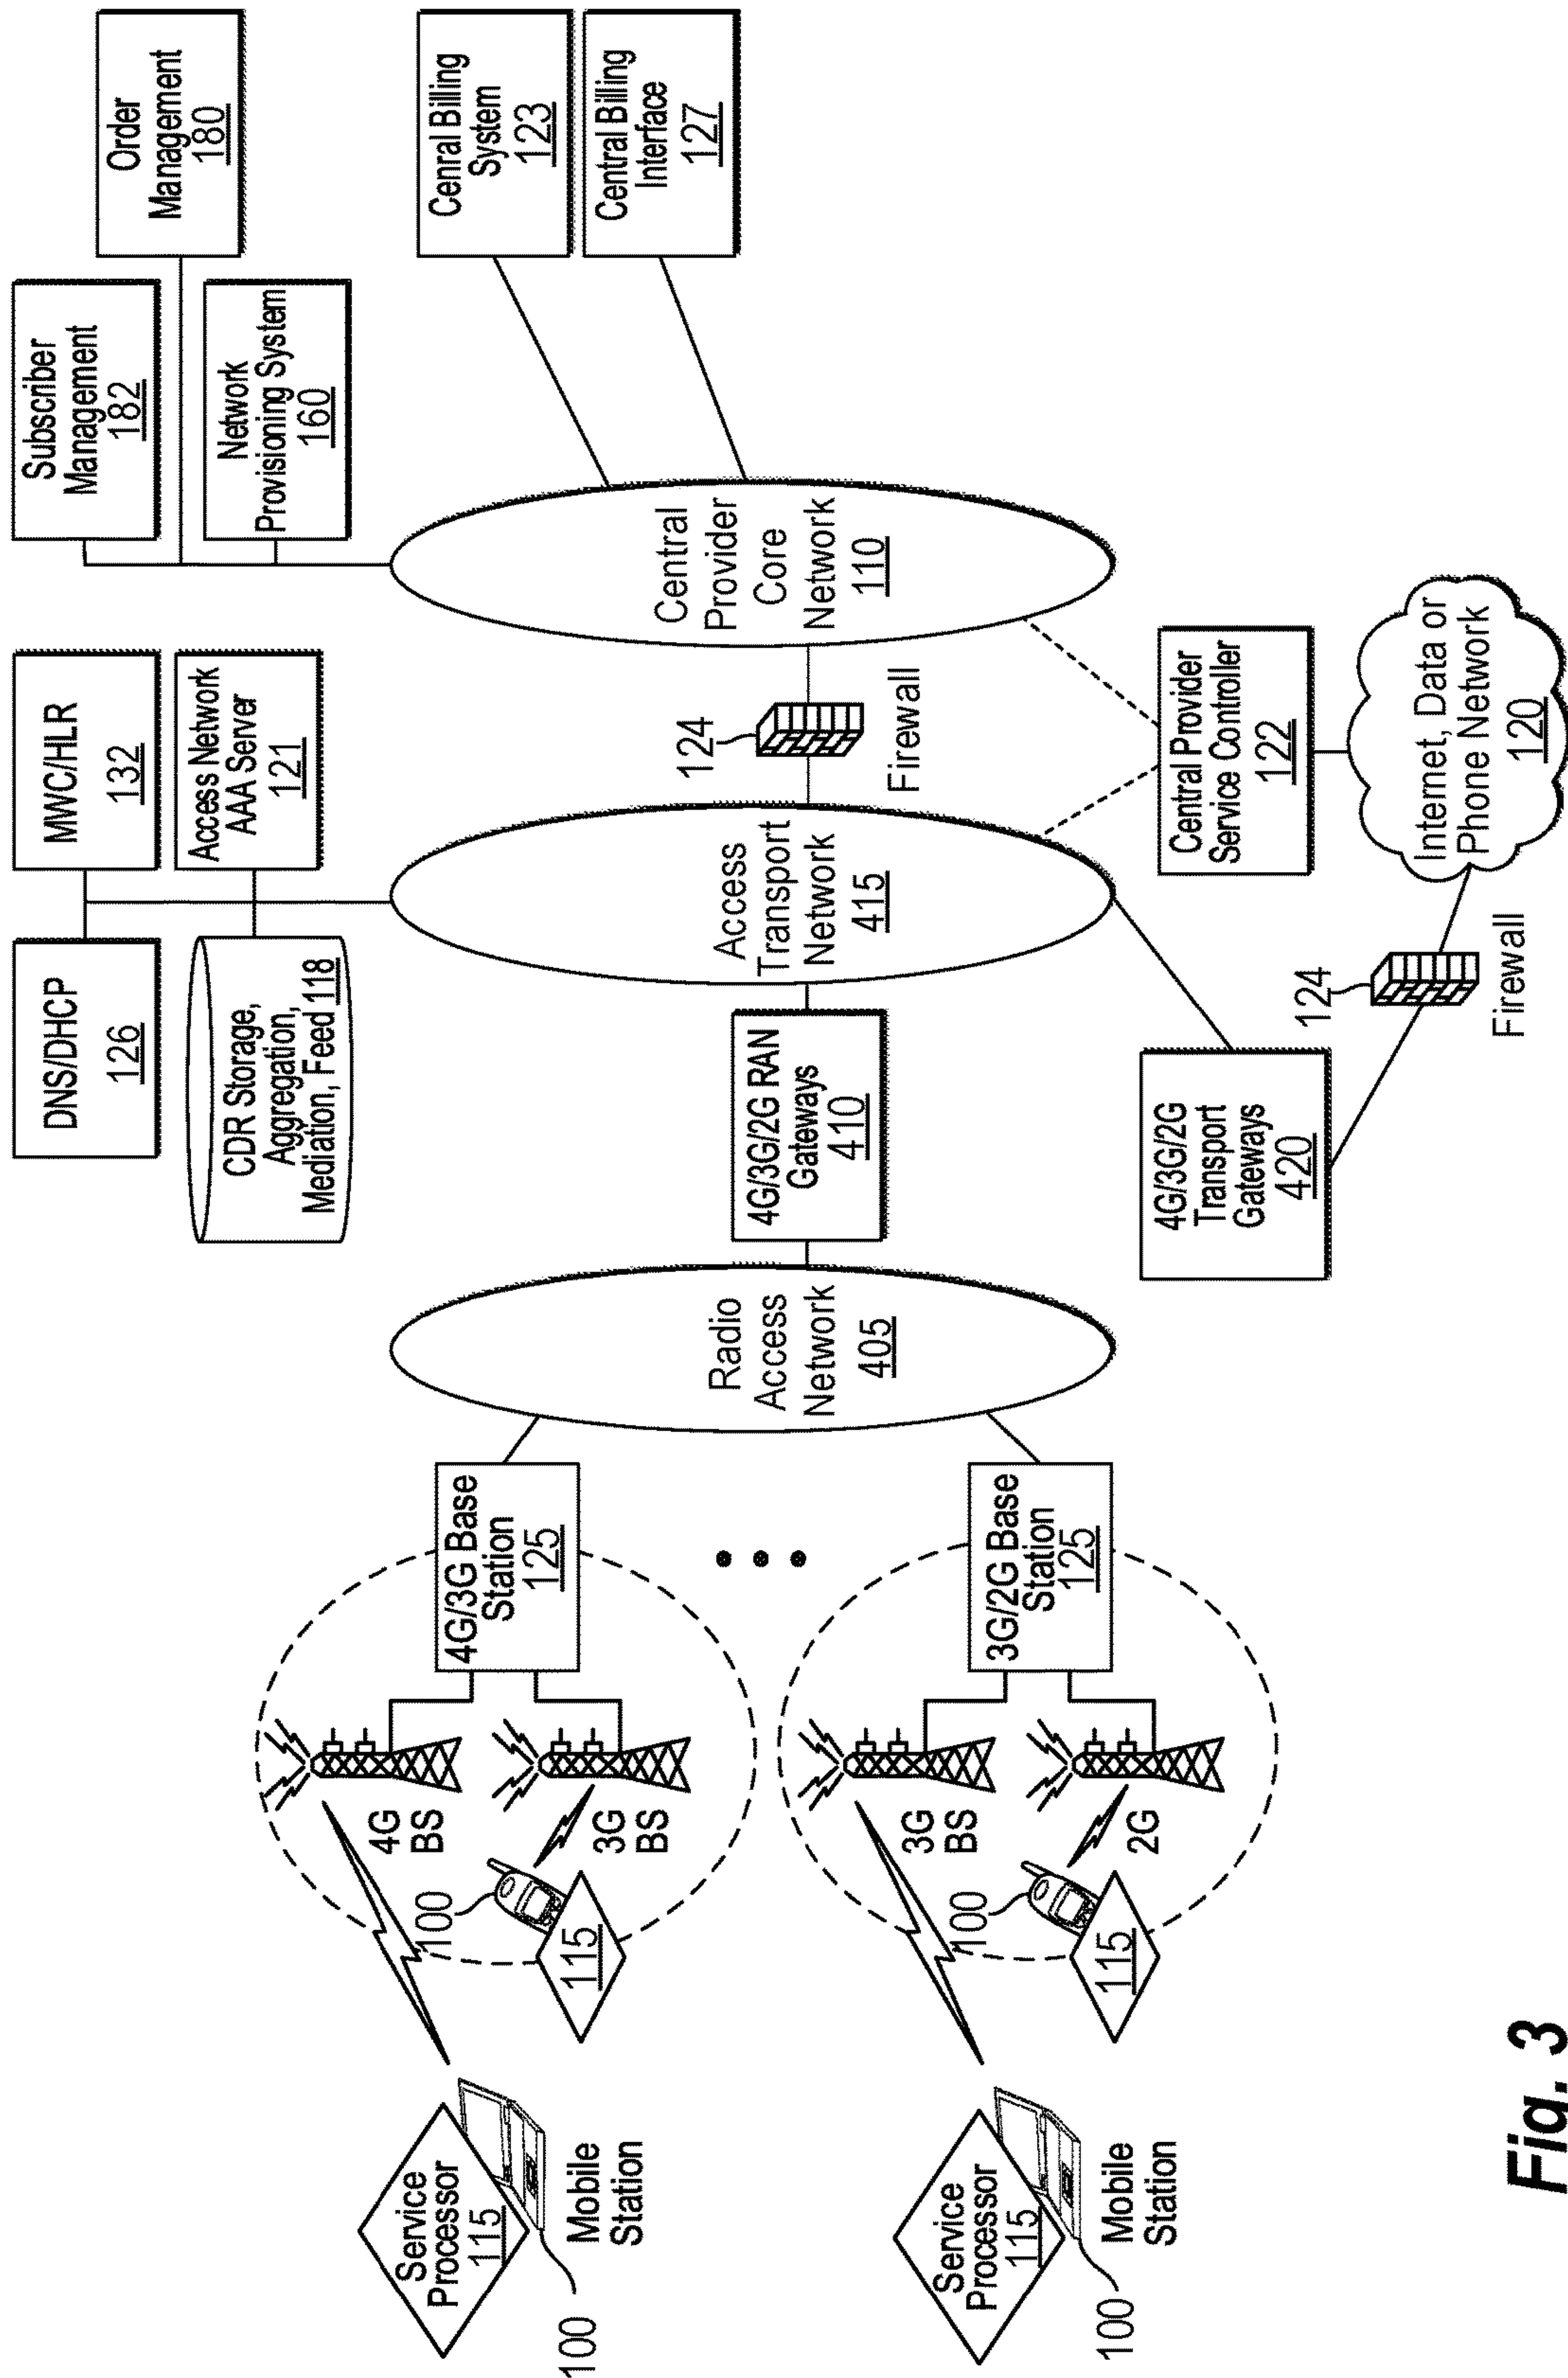 Subscriber
Management
182
Order
Management
180
Network
Provisioning System
160
DNS/DHCP
126
MWC/HLR
132
CDR Storage,
Aggregation,
Mediation, Feed 118
Access Network
AAA Server
121
Cenral Billing
System
123
Central Billing
Interface
127
Service
Processor
115
100
Mobile
Station
100
115
4G
BS
3G
BS
4G/3G Base
Station
125
Service
Processor
115
100
Mobile
Station
100
115
3G
BS
2G
3G/2G Base
Station
125
Radio
Access
Network
405
4G/3G/2G RAN
Gateways
410
Access
Transport
Network
415
124
Firewall
Central
Provider
Core
Network
110
4G/3G/2G
Transport
Gateways
420
Central Provider
Service Controller
122
124
Firewall
Internet, Data or
Phone Network
120
Fig. 3